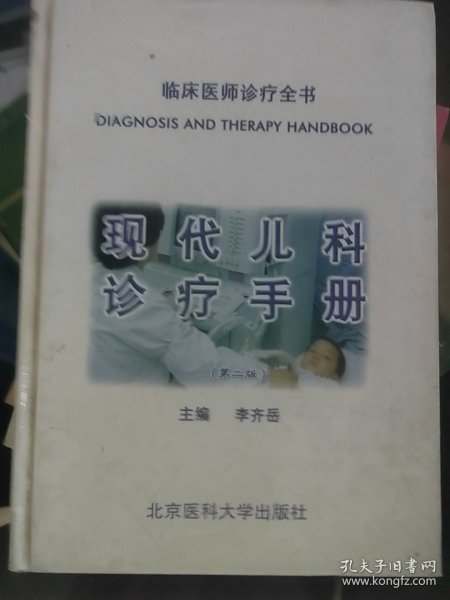 临床医师诊疗全书
DIAGNOSIS AND THERAPY HANDBOOK
现代儿科
诊疗手册
(第二版)
主编 李齐岳
北京医科大学出版社
孔夫子旧书网
www.kongfz.com